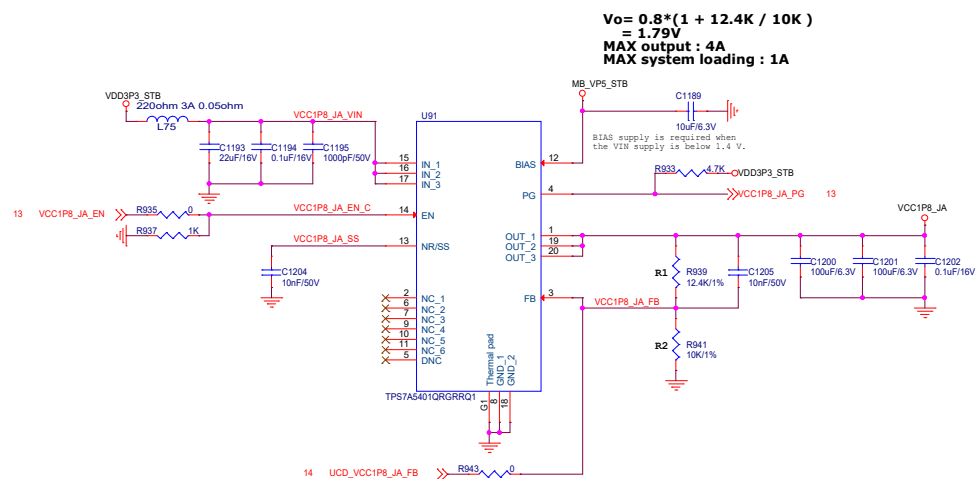 Vo= 0.8*(1 + 12.4K / 10K )
= 1.79V
MAX output : 4A
MAX system loading : 1A
VDD3P3_STB
220ohm 3A 0.05ohm
L75
VCC1P8_JA_VIN
C1193
22uF/16V
C1194
0.1uF/16V
C1195
1000pF/50V
U91
MB_VP5_STB
C1189
10uF/6.3V
BIAS supply is required when
the VIN supply is below 1.4 V.
15
IN_1
16
IN_2
17
IN_3
12
BIAS
R933
4.7K
VDD3P3_STB
4
PG
VCC1P8_JA_PG
13
13
VCC1P8_JA_EN
R935
0
VCC1P8_JA_EN_C
14
EN
R937
1K
VCC1P8_JA
VCC1P8_JA_SS
13
NR/SS
1
OUT_1
19
OUT_2
20
OUT_3
C1204
10nF/50V
R1
R939
12.4K/1%
C1205
10nF/50V
C1200
100uF/6.3V
C1201
100uF/6.3V
C1202
0.1uF/16V
2
NC_1
6
NC_2
7
NC_3
9
NC_4
10
NC_5
11
NC_6
5
DNC
3
FB
VCC1P8_JA_FB
R2
R941
10K/1%
Thermal pad
GND_1
GND_2
G1
8
18
TPS7A5401QRGRRQ1
14
UCD_VCC1P8_JA_FB
R943
0